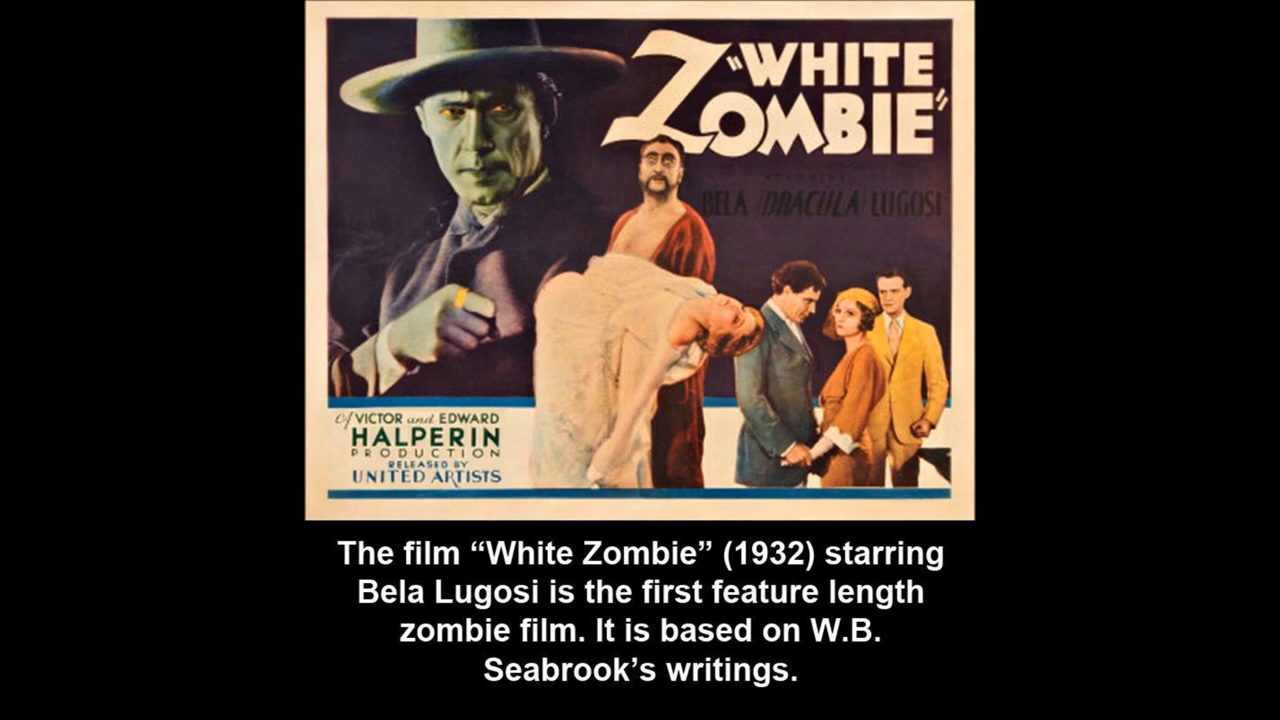 "WHITE
ZOMBIE"
STARRING
BELA (DRACULA) LUGOSI
Of VICTOR and EDWARD
HALPERIN
PRODUCTION
RELEASED BY
UNITED ARTISTS
The film “White Zombie” (1932) starring
Bela Lugosi is the first feature length
zombie film. It is based on W.B.
Seabrook’s writings.